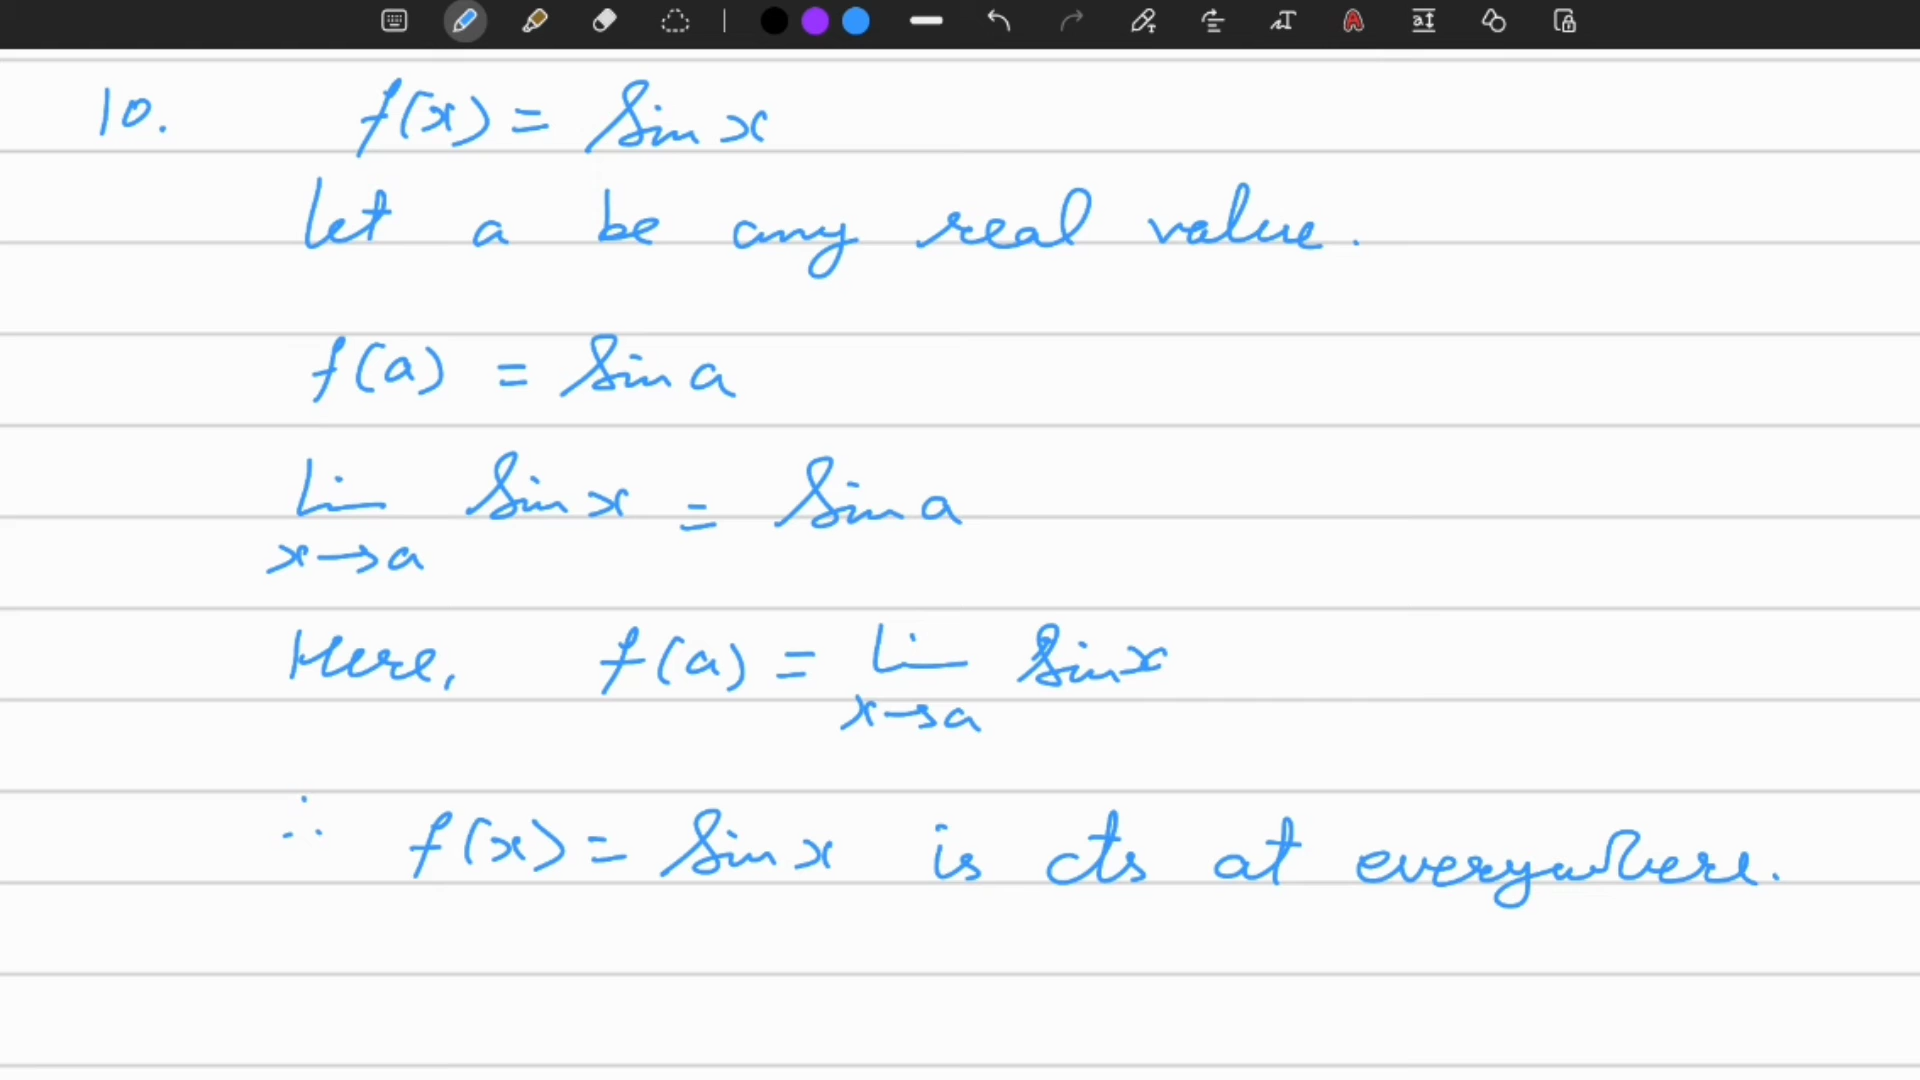 10. f(x) = Sin x
Let a be any real value.
f(a) = Sin a
Lim Sin x = Sin a
x→a
Here, f(a) = Lim Sin x
x→a
∴ f(x) = Sin x is cts at everywhere.